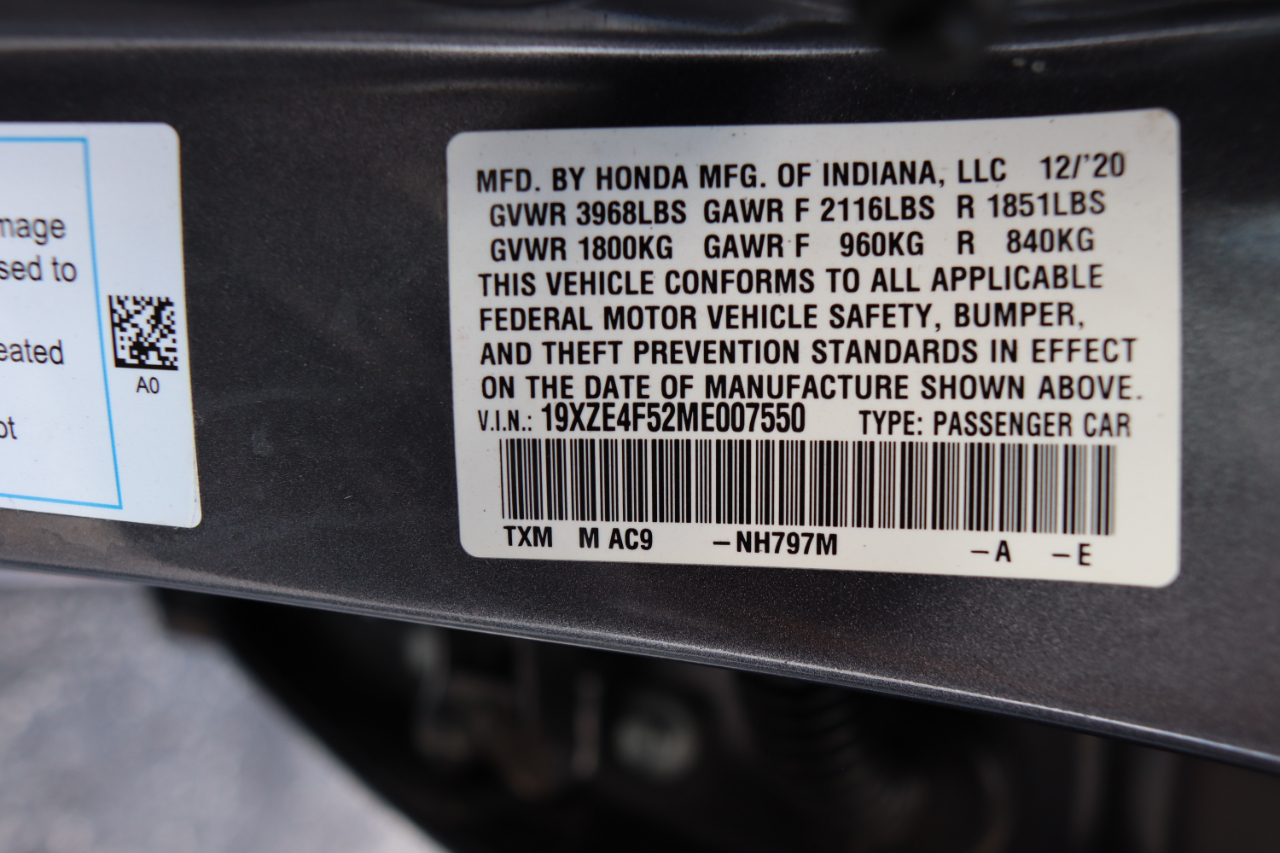 mage
sed to
eated
ot
A0
MFD. BY HONDA MFG. OF INDIANA, LLC 12/'20
GVWR 3968LBS GAWR F 2116LBS R 1851LBS
GVWR 1800KG GAWR F 960KG R 840KG
THIS VEHICLE CONFORMS TO ALL APPLICABLE
FEDERAL MOTOR VEHICLE SAFETY, BUMPER,
AND THEFT PREVENTION STANDARDS IN EFFECT
ON THE DATE OF MANUFACTURE SHOWN ABOVE.
V.I.N.: 19XZE4F52ME007550 TYPE: PASSENGER CAR
TXM M AC9 –NH797M –A –E